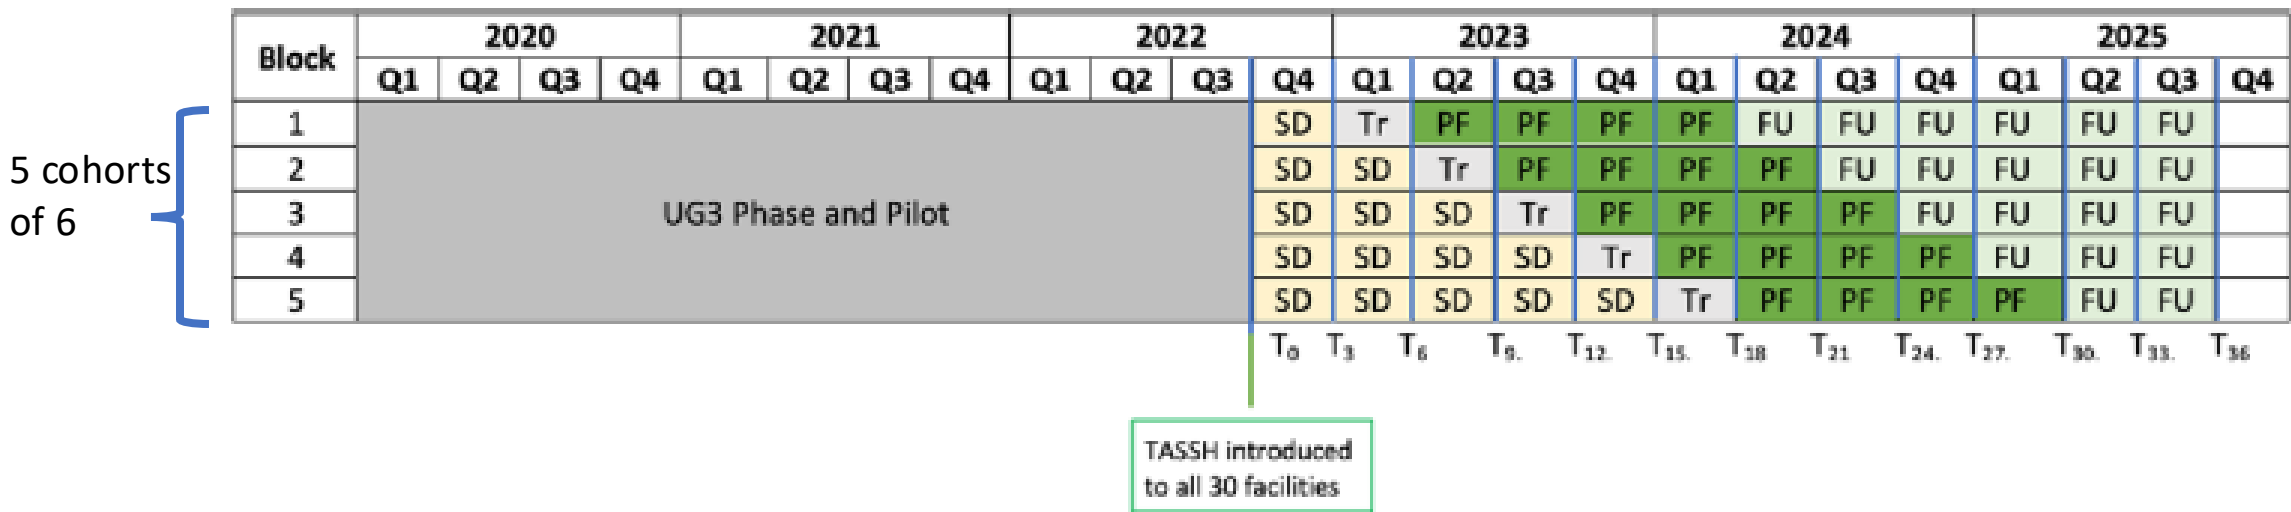 Block 2020 2021 2022 2023 2024 2025
Q1 Q2 Q3 Q4 Q1 Q2 Q3 Q4 Q1 Q2 Q3 Q4 Q1 Q2 Q3 Q4 Q1 Q2 Q3 Q4 Q1 Q2 Q3 Q4
1 SD Tr PF PF PF PF FU FU FU FU FU FU
2 SD SD Tr PF PF PF PF FU FU FU FU FU
3 SD SD SD Tr PF PF PF PF FU FU FU FU
4 SD SD SD SD Tr PF PF PF PF FU FU FU
5 SD SD SD SD SD Tr PF PF PF PF FU FU
5 cohorts
of 6
UG3 Phase and Pilot
T0 T3 T6 T9. T12. T15. T18 T21 T24. T27. T30. T33. T36
TASSH introduced
to all 30 facilities